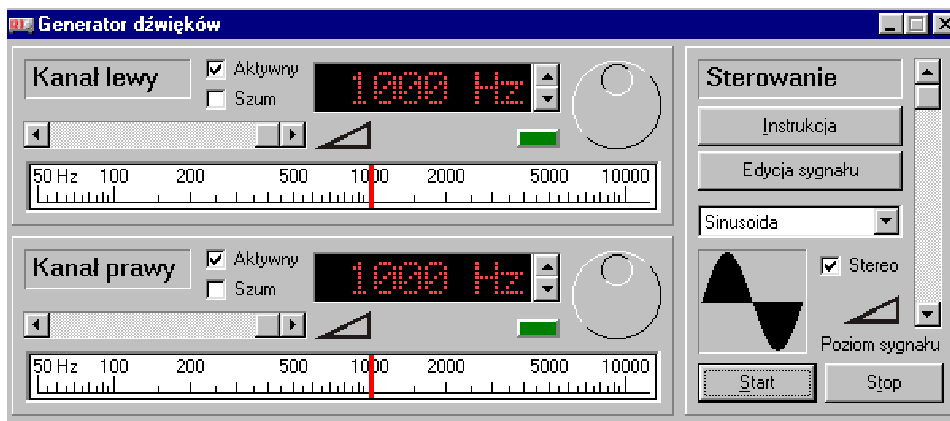 Generator dźwięków
Kanał lewy
Aktywny
Szum
1000 Hz
50 Hz 100 200 500 1000 2000 5000 10000
Kanał prawy
Aktywny
Szum
1000 Hz
50 Hz 100 200 500 1000 2000 5000 10000
Sterowanie
Instrukcja
Edycja sygnału
Sinusoida
Stereo
Poziom sygnału
Start Stop